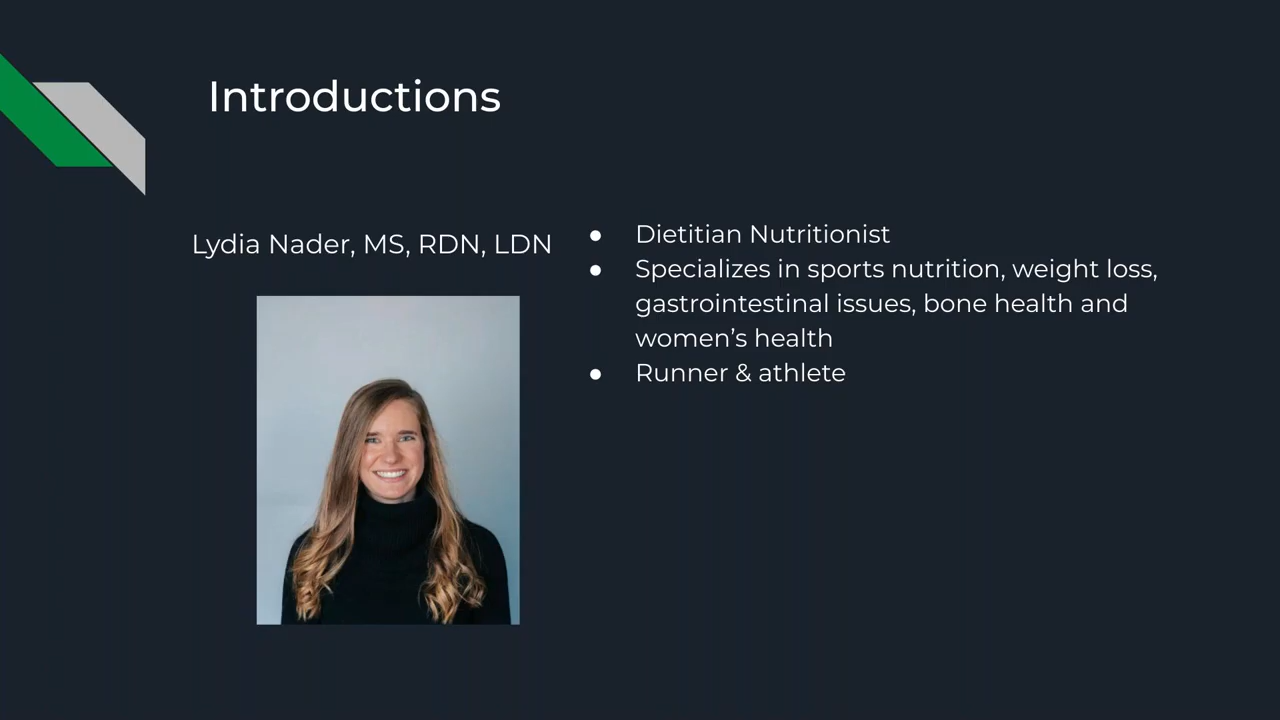 Introductions
Lydia Nader, MS, RDN, LDN
● Dietitian Nutritionist
● Specializes in sports nutrition, weight loss,
gastrointestinal issues, bone health and
women’s health
● Runner & athlete